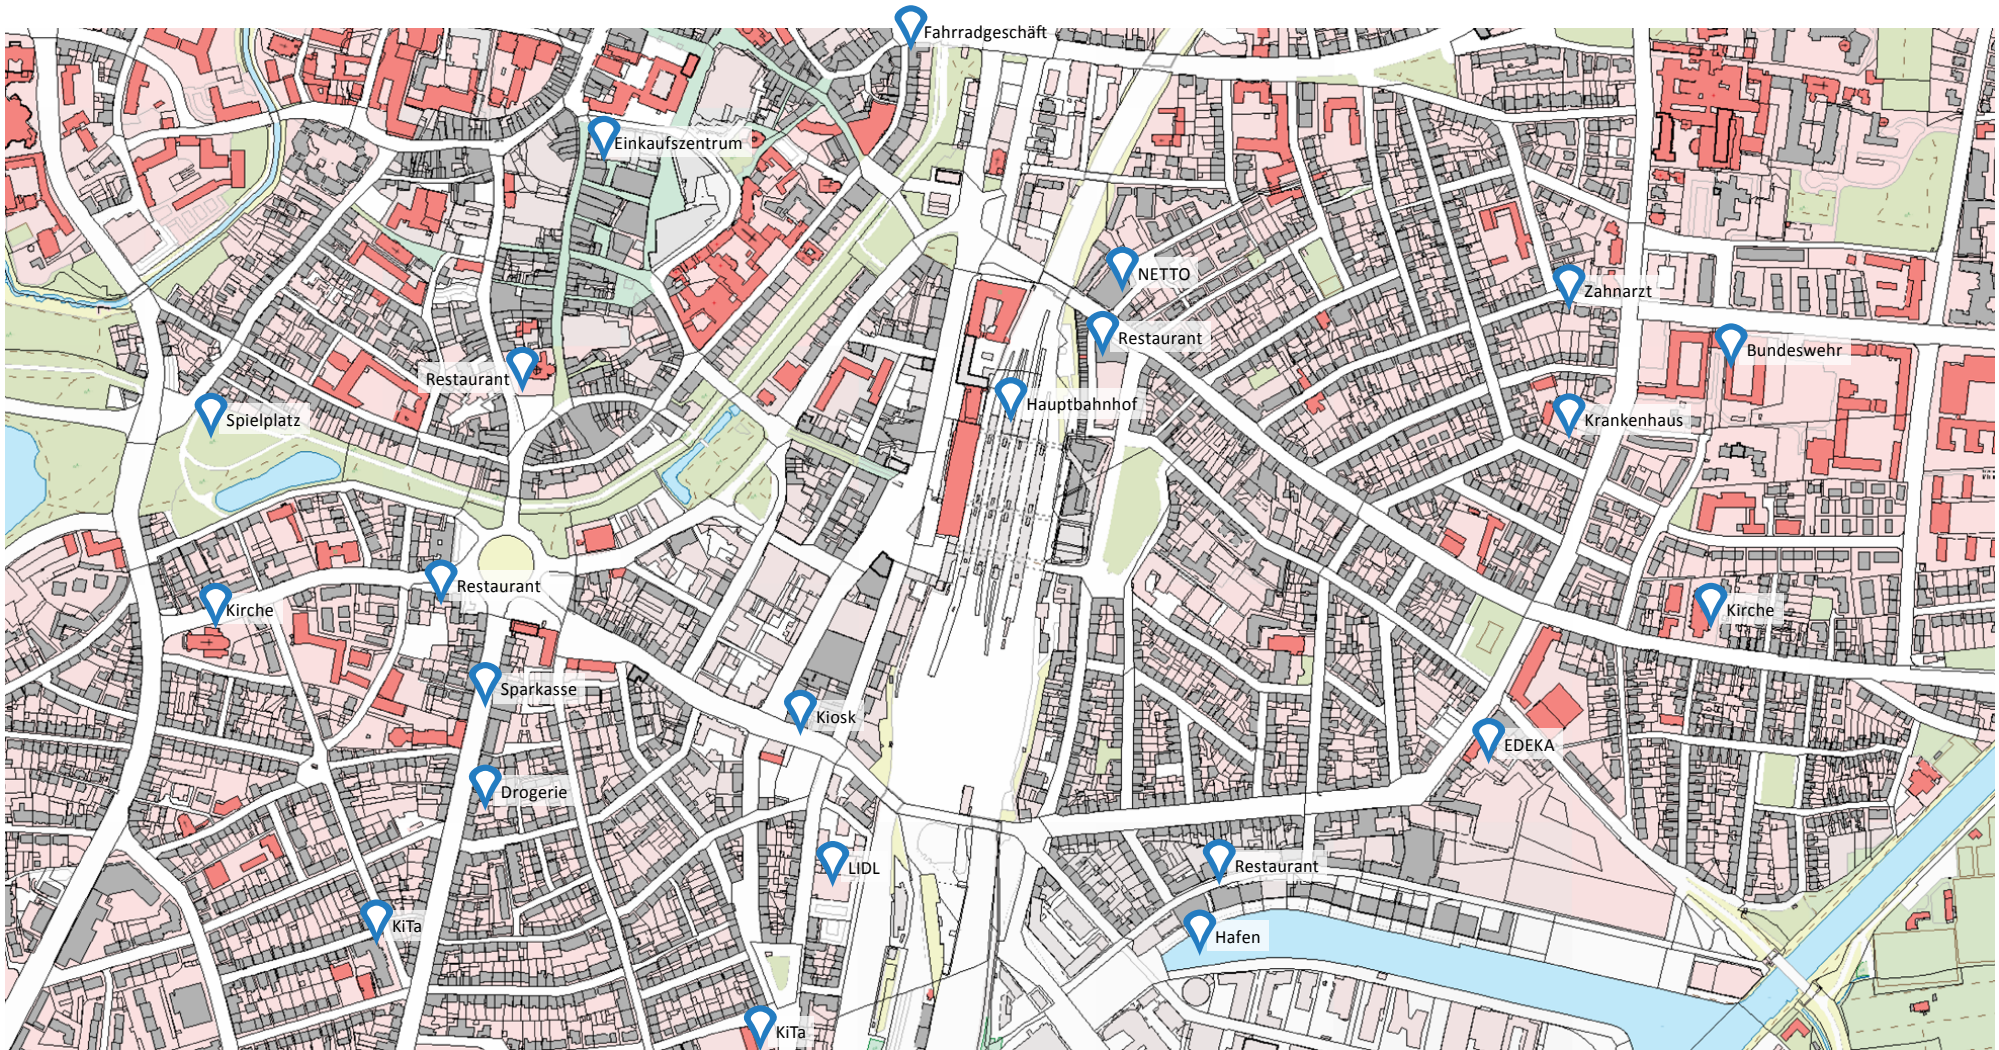 Fahrradgeschäft
Einkaufszentrum
NETTO
Zahnarzt
Restaurant
Bundeswehr
Restaurant
Hauptbahnhof
Spielplatz
Krankenhaus
Restaurant
Kirche
Kirche
Sparkasse
Kiosk
EDEKA
Drogerie
Restaurant
LIDL
KiTa
Hafen
KiTa